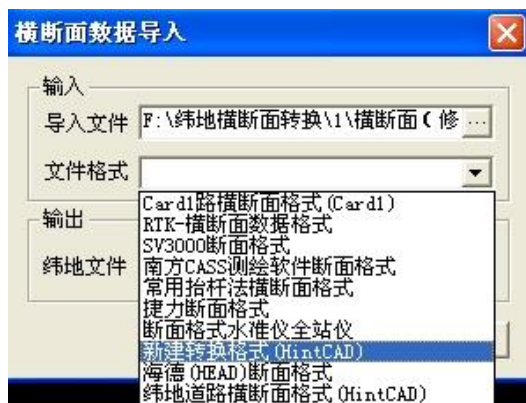 横断面数据导入
输入
导入文件 F:\纬地横断面转换\1\横断面(修 ...
文件格式
Card1路横断面格式(Card1)
RTK-横断面数据格式
SV3000断面格式
南方CASS测绘软件断面格式
常用抬杆法横断面格式
捷力断面格式
断面格式水准仪全站仪
新建转换格式(HintCAD)
海德(HEAD)断面格式
纬地道路横断面格式(HintCAD)
输出
纬地文件